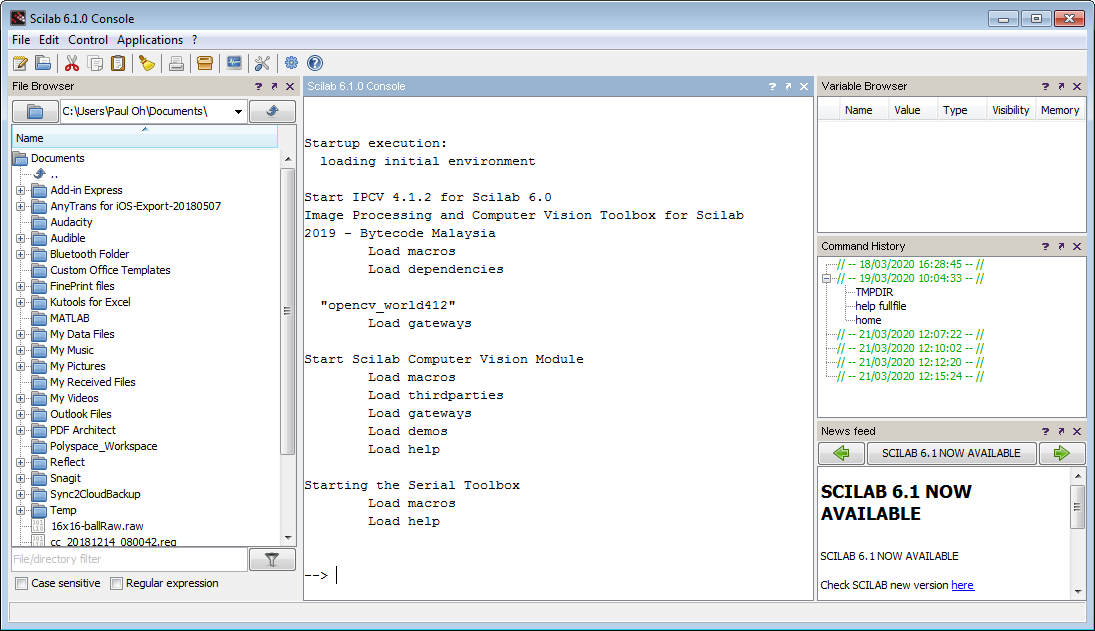 Scilab 6.1.0 Console
File Edit Control Applications ?
File Browser
C:\Users\Paul Oh\Documents\
Name
Documents
..
Add-in Express
AnyTrans for iOS-Export-20180507
Audacity
Audible
Bluetooth Folder
Custom Office Templates
FinePrint files
Kutools for Excel
MATLAB
My Data Files
My Music
My Pictures
My Received Files
My Videos
Outlook Files
PDF Architect
Polyspace_Workspace
Reflect
Snagit
Sync2CloudBackup
Temp
16x16-ballRaw.raw
cc_20181214_080042.reg
File/directory filter
Case sensitive Regular expression
Scilab 6.1.0 Console
Startup execution:
loading initial environment
Start IPCV 4.1.2 for Scilab 6.0
Image Processing and Computer Vision Toolbox for Scilab
2019 - Bytecode Malaysia
Load macros
Load dependencies
"opencv_world412"
Load gateways
Start Scilab Computer Vision Module
Load macros
Load thirdparties
Load gateways
Load demos
Load help
Starting the Serial Toolbox
Load macros
Load help
-->
Variable Browser
Name Value Type Visibility Memory
Command History
// -- 18/03/2020 16:28:45 -- //
// -- 19/03/2020 10:04:33 -- //
TMPDIR
help fullfile
home
// -- 21/03/2020 12:07:22 -- //
// -- 21/03/2020 12:10:02 -- //
// -- 21/03/2020 12:12:20 -- //
// -- 21/03/2020 12:15:24 -- //
News feed
SCILAB 6.1 NOW AVAILABLE
SCILAB 6.1 NOW
AVAILABLE
SCILAB 6.1 NOW AVAILABLE
Check SCILAB new version here